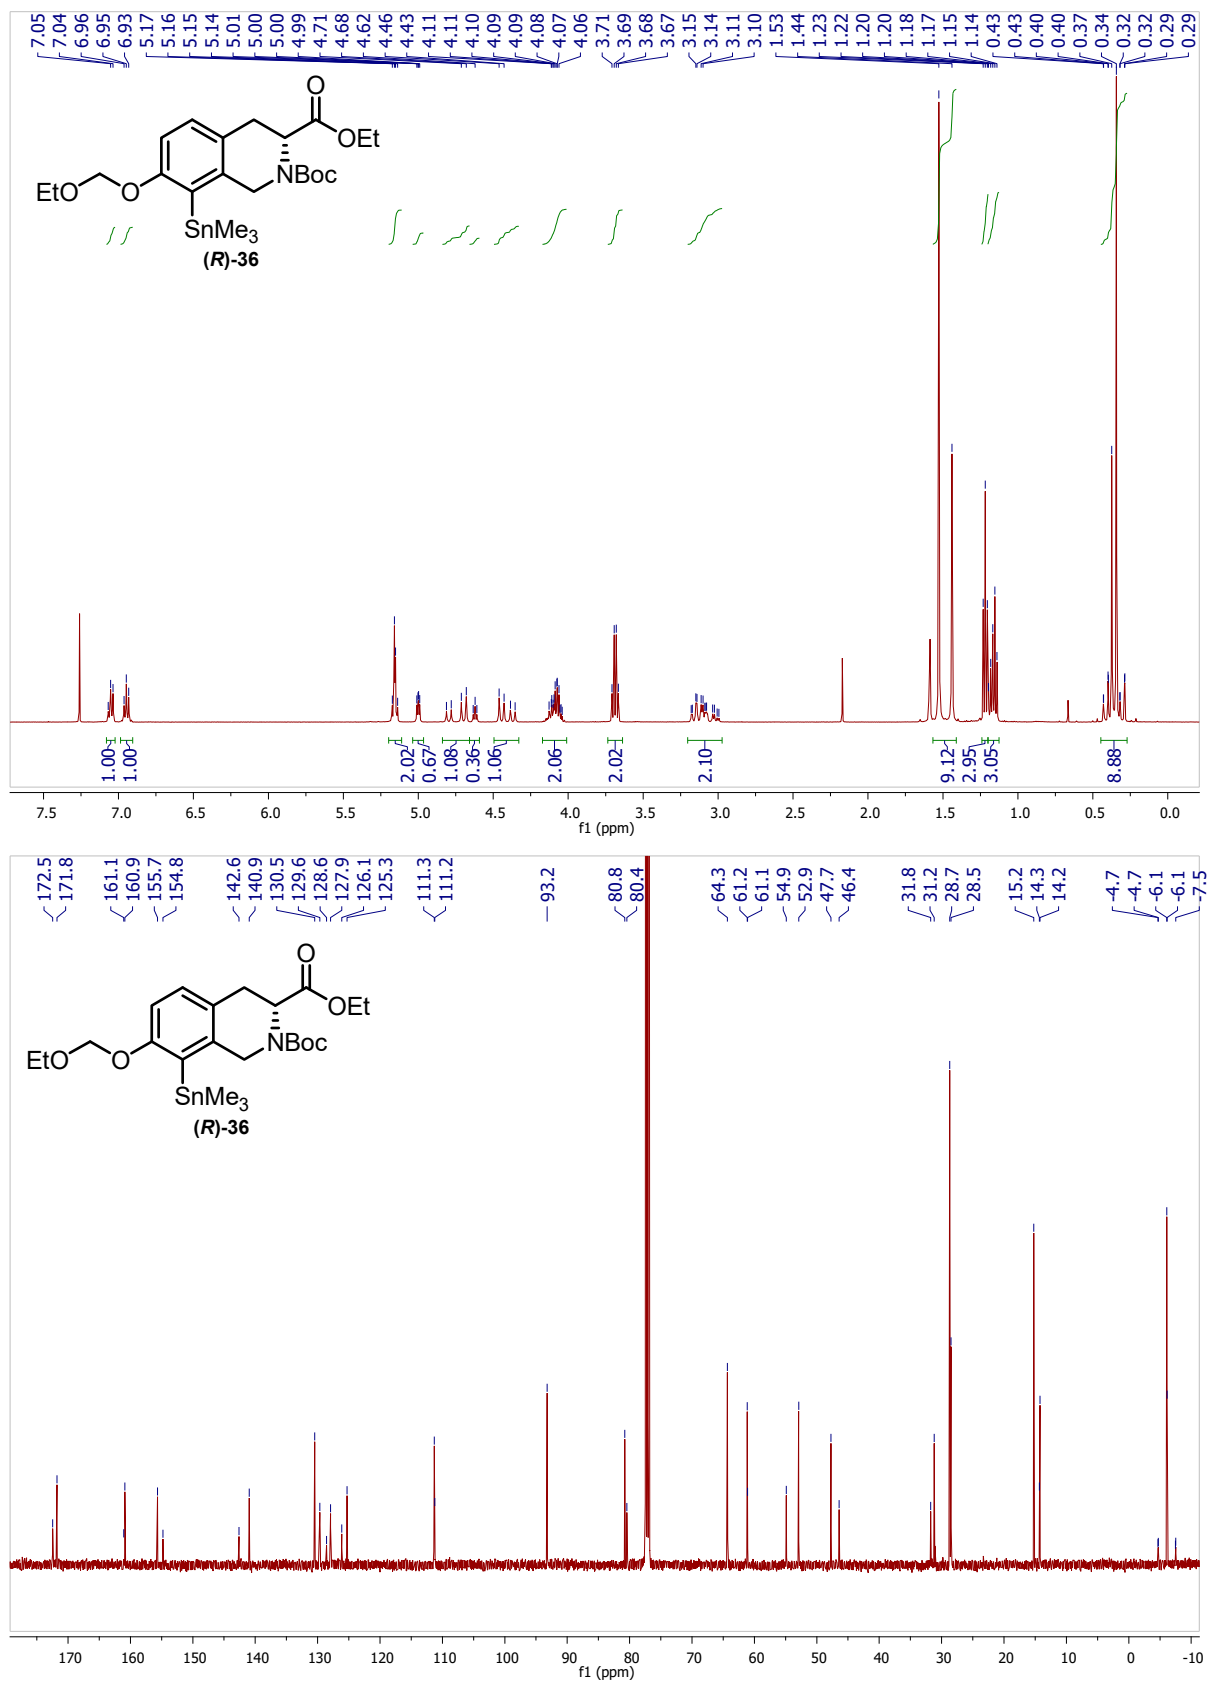 7.05 7.04 6.96 6.95 6.93 5.17 5.16 5.15 5.14 5.01 5.00 5.00 4.99 4.71 4.68 4.62 4.46 4.43 4.11 4.11 4.10 4.09 4.09 4.08 4.07 4.06 3.71 3.69 3.68 3.67 3.15 3.14 3.11 3.10 1.53 1.44 1.23 1.22 1.20 1.20 1.18 1.17 1.15 1.14 0.43 0.43 0.40 0.40 0.37 0.34 0.32 0.32 0.29 0.29
O
OEt
NBoc
EtO O
SnMe3
(R)-36
1.00 1.00 2.02 0.67 1.08 0.36 1.06 2.06 2.02 2.10 9.12 2.95 3.05 8.88
7.5 7.0 6.5 6.0 5.5 5.0 4.5 4.0 3.5 3.0 2.5 2.0 1.5 1.0 0.5 0.0
f1 (ppm)
172.5 171.8 161.1 160.9 155.7 154.8 142.6 140.9 130.5 129.6 128.6 127.9 126.1 125.3 111.3 111.2 93.2 80.8 80.4 64.3 61.2 61.1 54.9 52.9 47.7 46.4 31.8 31.2 28.7 28.5 15.2 14.3 14.2 -4.7 -4.7 -6.1 -6.1 -7.5
O
OEt
NBoc
EtO O
SnMe3
(R)-36
170 160 150 140 130 120 110 100 90 80 70 60 50 40 30 20 10 0 -10
f1 (ppm)